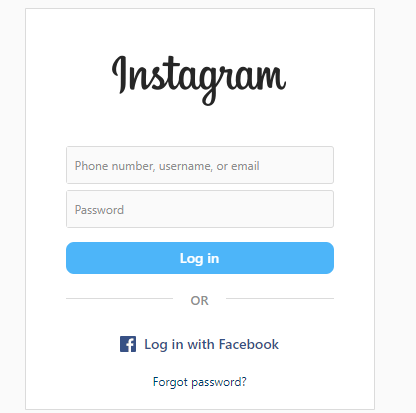 Instagram
Phone number, username, or email
Password
Log in
OR
Log in with Facebook
Forgot password?